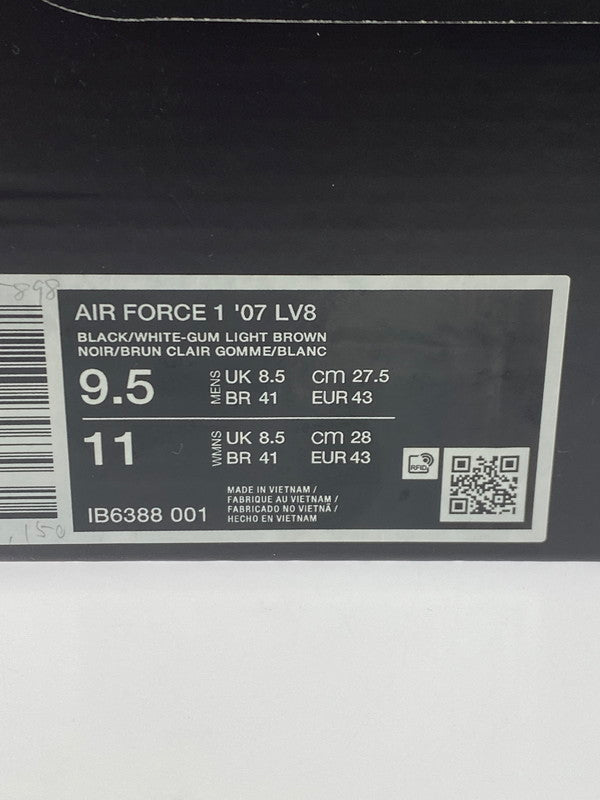 898
AIR FORCE 1 '07 LV8
BLACK/WHITE-GUM LIGHT BROWN
NOIR/BRUN CLAIR GOMME/BLANC
9.5 MENS UK 8.5 cm 27.5
BR 41 EUR 43
11 WMNS UK 8.5 cm 28
BR 41 EUR 43
RFID
IB6388 001
MADE IN VIETNAM /
FABRIQUE AU VIETNAM /
FABRICADO NO VIETNÃ /
HECHO EN VIETNAM
,150